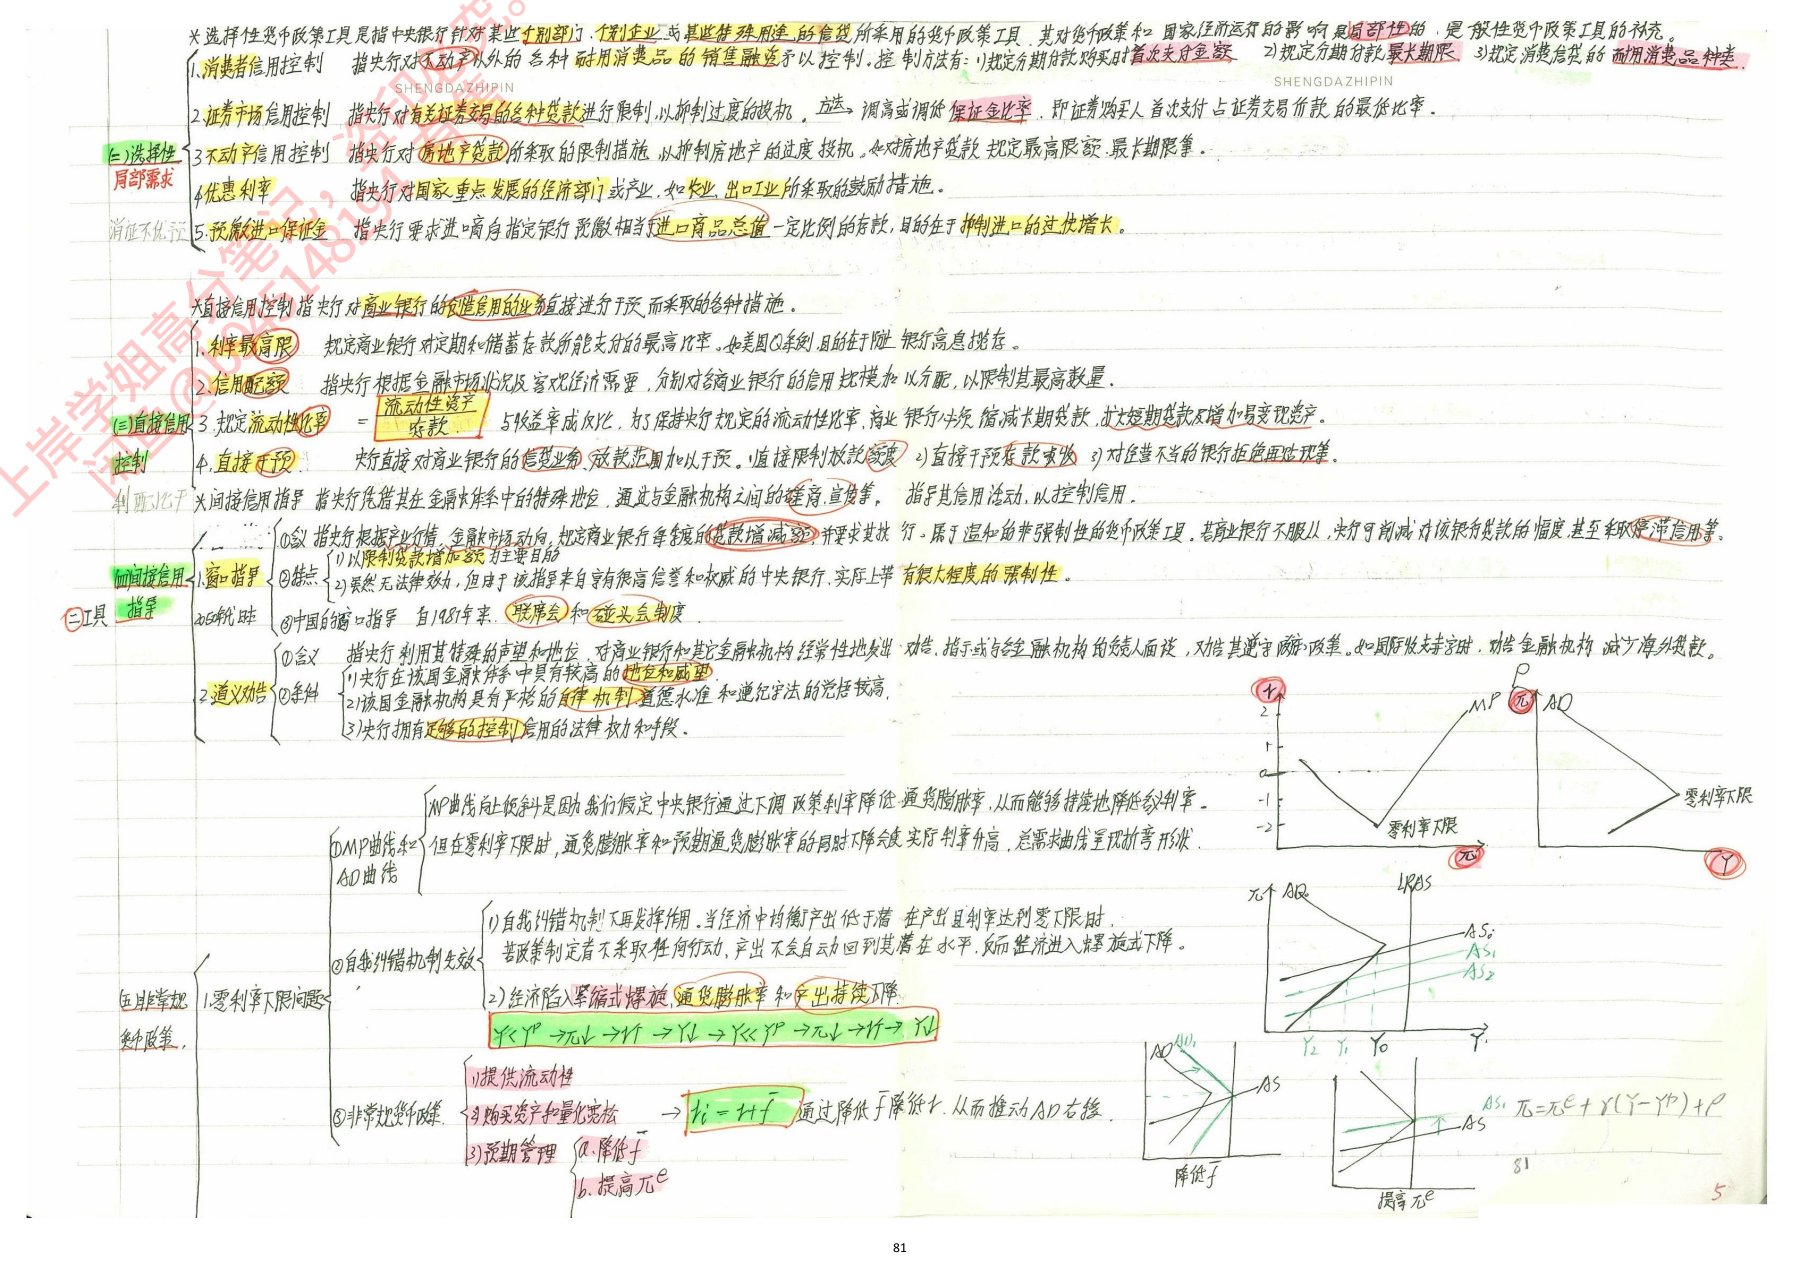 *选择性货币政策工具是指中央银行针对某些个别部门、个别企业或某些特殊用途的信贷所采用的货币政策工具,其对货币政策和国家经济运行的影响是局部性的,是一般性货币政策工具的补充。
1.消费者信用控制 指央行对不动产以外的各种耐用消费品的销售融资予以控制。控制方法有:1)规定分期付款购买时首次支付金额 2)规定分期付款最长期限 3)规定消费信贷的耐用消费品种类.
SHENGDAZHIPIN SHENGDAZHIPIN
2.证券市场信用控制 指央行对有关证券交易的各种贷款进行限制,以抑制过度的投机。方法→调高或调低保证金比率,即证券购买人首次支付占证券交易价款的最低比率.
(二)选择性
局部需求
3.不动产信用控制 指央行对房地产贷款所采取的限制措施,以抑制房地产的过度投机。如对房地产贷款规定最高限额、最长期限等.
4.优惠利率 指央行对国家重点发展的经济部门或产业,如农业、出口工业所采取的鼓励措施。
消证不优预
5.预缴进口保证金 指央行要求进口商向指定银行预缴相当于进口商品总值一定比例的存款,目的在于抑制进口的过快增长。
*直接信用控制指央行对商业银行的创造信用的业务直接进行干预而采取的各种措施.
1.利率最高限 规定商业银行对定期和储蓄存款所能支付的最高比率。如美国Q条例,目的在于防止银行高息揽存。
2.信用配额 指央行根据金融市场状况及客观经济需要,分别对各商业银行的信用规模加以分配,以限制其最高数量.
(三)直接信用
控制
3.规定流动性比率 = 流动性资产
存款 与收益率成反比,为了保持央行规定的流动性比率,商业银行必须缩减长期贷款,扩大短期贷款及增加易变现资产.
4.直接干预 央行直接对商业银行的信贷业务、放款范围加以干预。1)直接限制放款额度 2)直接干预存款吸收 3)对经营不当的银行拒绝再贴现等.
利配比干
*间接信用指导 指央行凭借其在金融体系中的特殊地位,通过与金融机构之间的磋商、宣传等,指导其信用活动,以控制信用.
二工具
(四)间接信用
指导
1.窗口指导
20 50年代日本
①含义 指央行根据产业行情、金融市场动向,规定商业银行每季度的贷款增减额,并要求其执行。属于温和的非强制性的货币政策工具。若商业银行不服从,央行可削减对该银行贷款的幅度,甚至采取停滞信用等.
②特点
1)以限制贷款增加额为主要目的
2)虽然无法律效力,但由于该指导来自享有很高信誉和权威的中央银行,实际上带有很大程度的强制性。
③中国的窗口指导 自1987年来,联席会和碰头会制度
2.道义劝告
①含义 指央行利用其特殊的声望和地位,对商业银行和其它金融机构经常性地发出劝告、指示或与各金融机构的负责人面谈,劝告其遵守政策。如国际收支赤字时,劝告金融机构减少海外贷款。
②条件
1)央行在该国金融体系中具有较高的地位和威望.
2)该国金融机构具有严格的自律机制,道德水准和遵纪守法的觉悟较高,
3)央行拥有足够的控制信用的法律权力和手段。
r MP 零利率下限 π
2
1
0
-1
-2
P
π AD 零利率下限 Y
(五)非常规
货币政策.
1.零利率下限问题
①MP曲线和
AD曲线
MP曲线向上倾斜是因为我们假定中央银行通过下调政策利率降低通货膨胀率,从而能够持续地降低实际利率。
但在零利率下限时,通货膨胀率和预期通货膨胀率的同时下降会使实际利率升高,总需求曲线呈现折弯形状.
②自我纠错机制失效
1)自我纠错机制不再发挥作用.当经济中均衡产出低于潜在产出且利率达到零下限时.
若政策制定者不采取任何行动,产出不会自动回到其潜在水平,反而经济进入螺旋式下降。
2)经济陷入紧缩式螺旋,通货膨胀率和产出持续下降.
Y<Yᵖ→π↓→r↑→Y↓→Y<<Yᵖ→π↓→r↑→Y↓
π AD₀ LRAS
AS₀
AS₁
AS₂
Y₂ Y₁ Y₀ Y
③非常规货币政策.
1)提供流动性
2)购买资产和量化宽松 → ri=r+f̄ 通过降低f̄降低r.从而推动AD右移.
3)预期管理
a.降低f̄
b.提高πᵉ
AD AD₁ AS
降低f̄
AS₁
AS
提高πᵉ
π=πᵉ+γ(Y-Yᵖ)+ρ
81
5
81